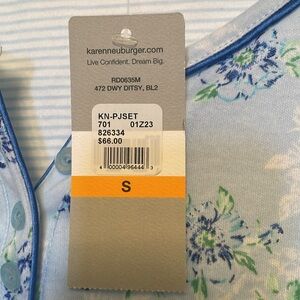 karenneuburger.com
Live Confident. Dream Big.
RD0635M
472 DWY DITSY, BL2
KN-PJSET
701 01Z23
826334
$66.00
S